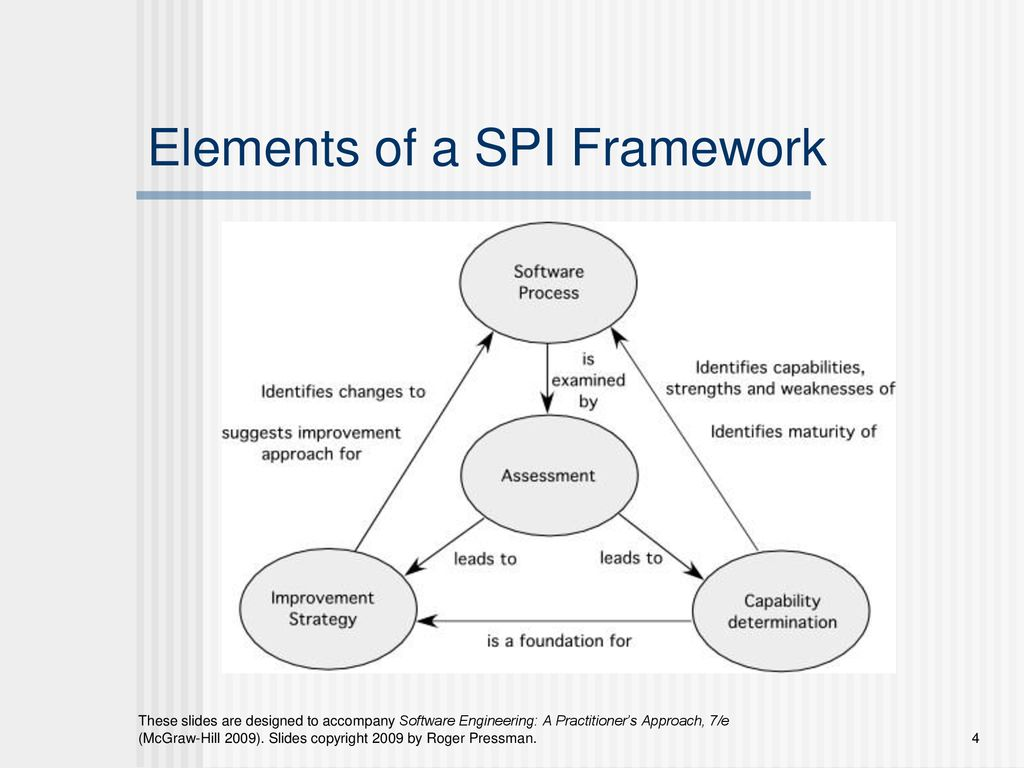 Elements of a SPI Framework
Software
Process
is
examined
by
Identifies capabilities,
strengths and weaknesses of
Identifies changes to
Identifies maturity of
suggests improvement
approach for
Assessment
leads to
leads to
Improvement
Strategy
Capability
determination
is a foundation for
These slides are designed to accompany Software Engineering: A Practitioner's Approach, 7/e
(McGraw-Hill 2009). Slides copyright 2009 by Roger Pressman.
4